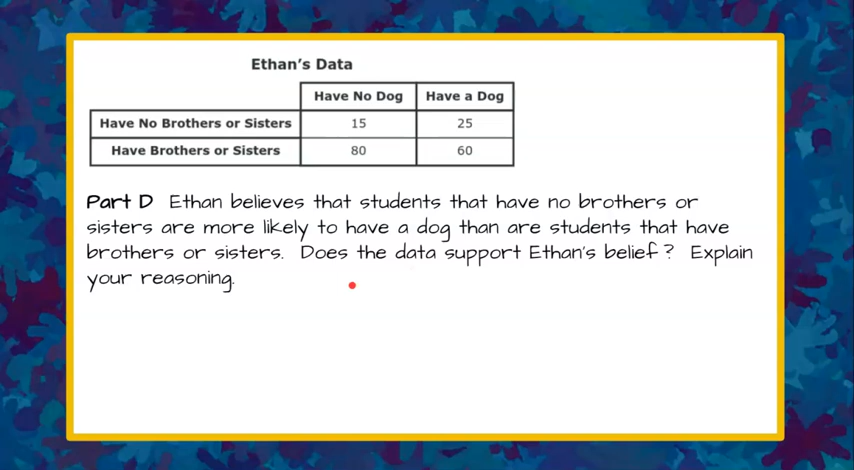 Ethan's Data
Have No Dog Have a Dog
Have No Brothers or Sisters 15 25
Have Brothers or Sisters 80 60
Part D Ethan believes that students that have no brothers or
sisters are more likely to have a dog than are students that have
brothers or sisters. Does the data support Ethan's belief? Explain
your reasoning.